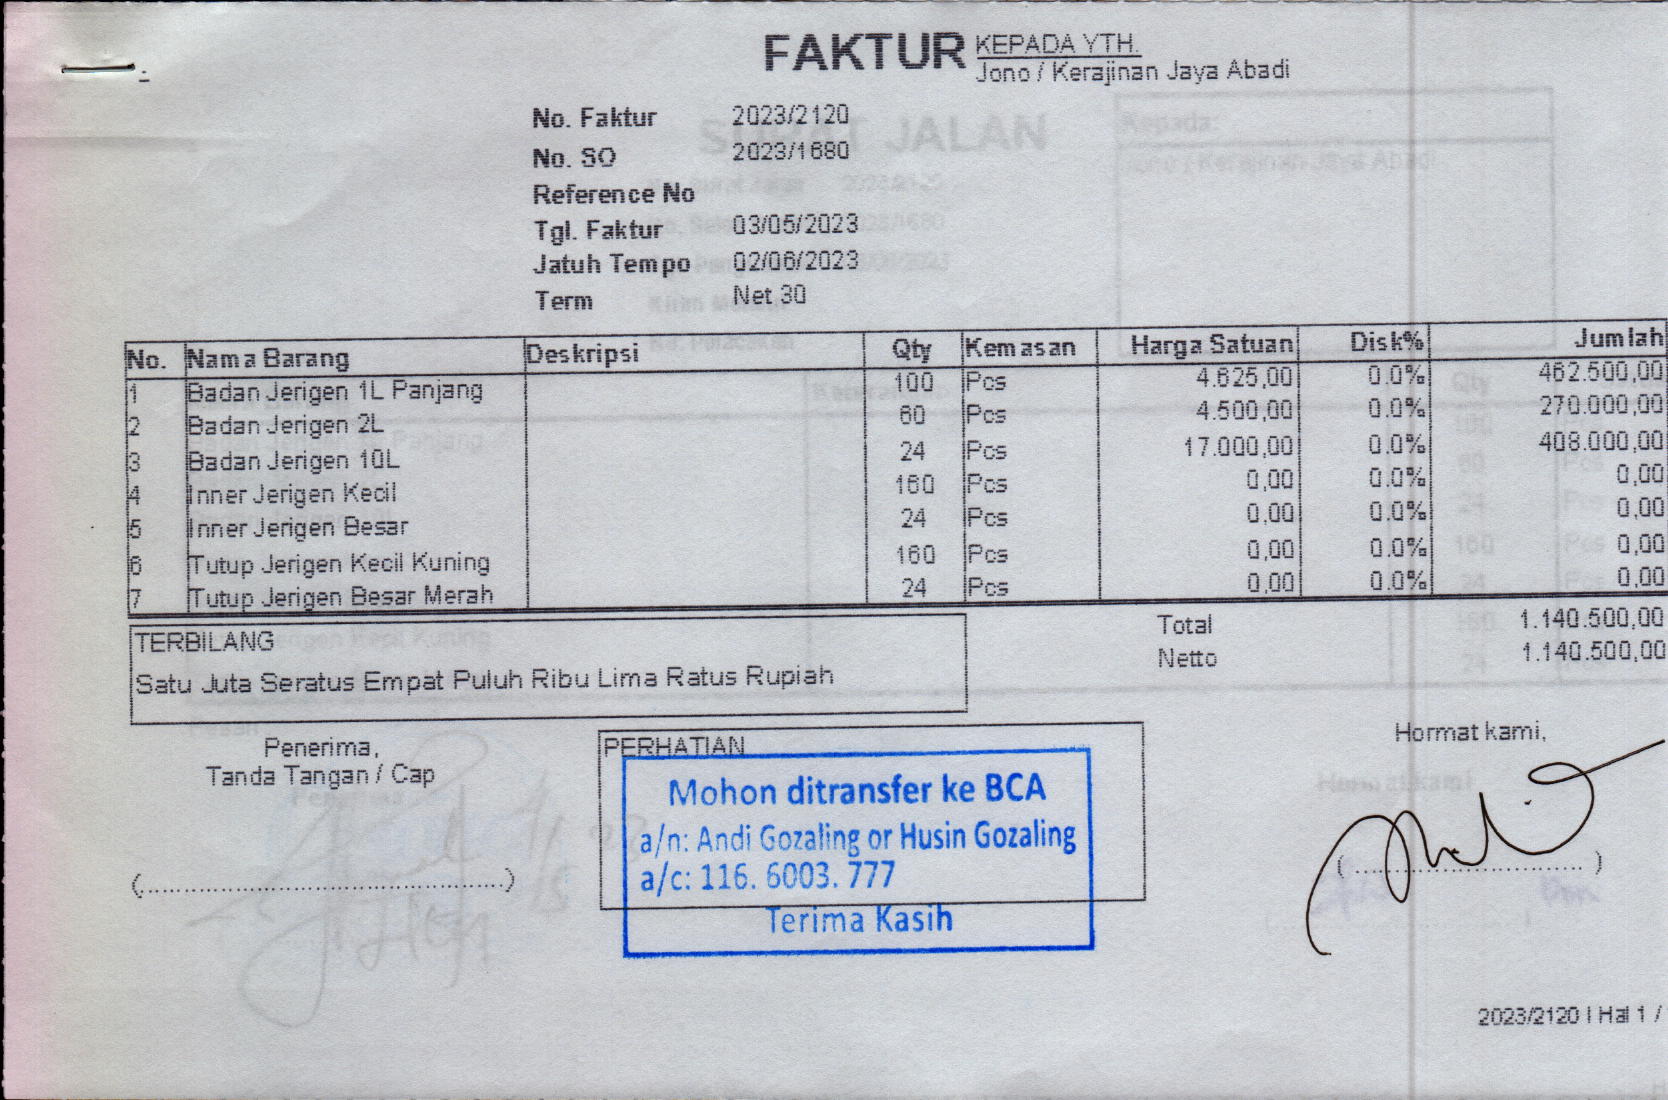 FAKTUR KEPADA YTH.
Jono / Kerajinan Jaya Abadi
No. Faktur 2023/2120
No. SO 2023/1680
Reference No
Tgl. Faktur 03/05/2023
Jatuh Tempo 02/06/2023
Term Net 30
No. Nama Barang Deskripsi Qty Kemasan Harga Satuan Disk% Jumlah
1 Badan Jerigen 1L Panjang 100 Pcs 4.625,00 0.0% 462.500,00
2 Badan Jerigen 2L 60 Pcs 4.500,00 0.0% 270.000,00
3 Badan Jerigen 10L 24 Pcs 17.000,00 0.0% 408.000,00
4 Inner Jerigen Kecil 160 Pcs 0,00 0.0% 0,00
5 Inner Jerigen Besar 24 Pcs 0,00 0.0% 0,00
6 Tutup Jerigen Kecil Kuning 160 Pcs 0,00 0.0% 0,00
7 Tutup Jerigen Besar Merah 24 Pcs 0,00 0.0% 0,00
Total 1.140.500,00
Netto 1.140.500,00
TERBILANG
Satu Juta Seratus Empat Puluh Ribu Lima Ratus Rupiah
Penerima,
Tanda Tangan / Cap
PERHATIAN
Mohon ditransfer ke BCA
a/n: Andi Gozaling or Husin Gozaling
a/c: 116. 6003. 777
Terima Kasih
Hormat kami,
2023/2120 | Hal 1 /
SURAT JALAN
Kepada:
Jono / Kerajinan Jaya Abadi